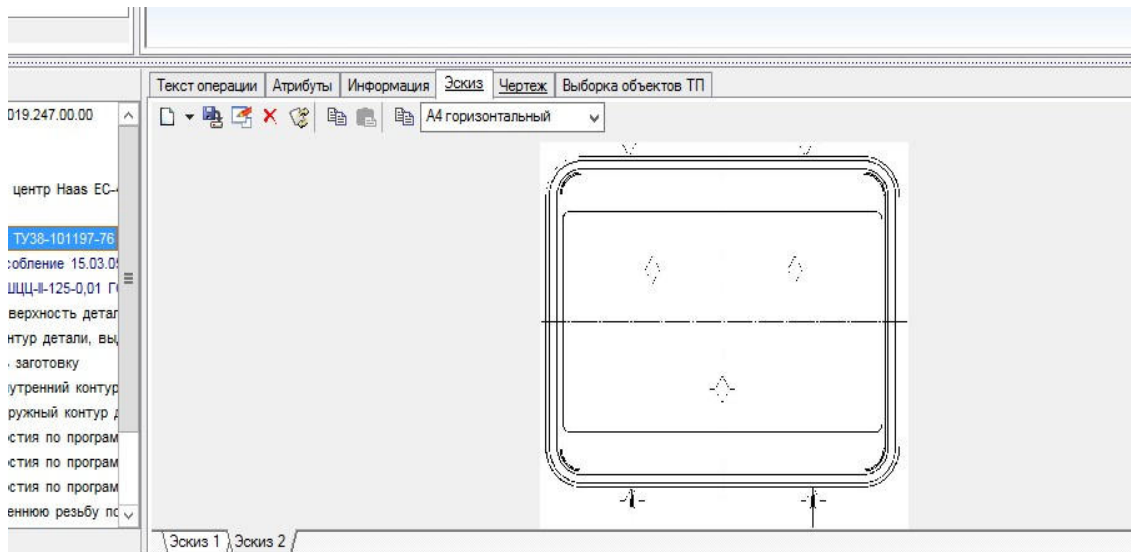 Текст операции Атрибуты Информация Эскиз Чертеж Выборка объектов ТП
А4 горизонтальный
019.247.00.00
центр Haas EC-
ТУ38-101197-76
собление 15.03.0
ШЦЦ-II-125-0,01 Г
верхность детал
нтур детали, вы
заготовку
утренний контур
ружный контур д
стия по програм
стия по програм
стия по програм
еннюю резьбу по
Эскиз 1 Эскиз 2